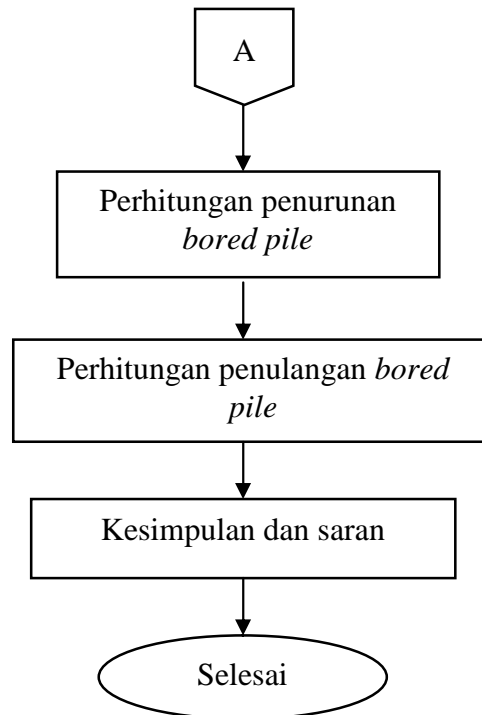 A
Perhitungan penurunan
bored pile
Perhitungan penulangan bored
pile
Kesimpulan dan saran
Selesai